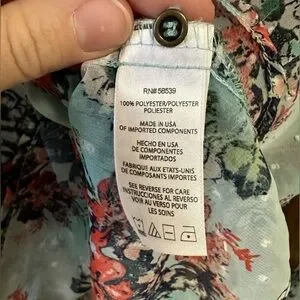 RN# 58539
100% POLYESTER/POLYESTER
POLIESTER
MADE IN USA
OF IMPORTED COMPONENTS
HECHO EN USA
DE COMPONENTES
IMPORTADOS
FABRIQUE AUX ETATS-UNIS
DE COMPOSANTS IMPORTES
SEE REVERSE FOR CARE
INSTRUCCIONES AL REVERSO
VOIR AU VERSO POUR
LES SOINS